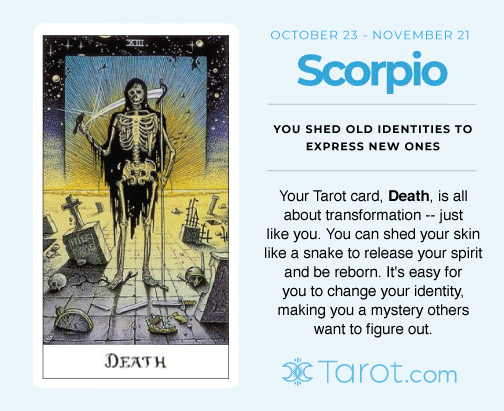 XIII
DEATH
OCTOBER 23 - NOVEMBER 21
Scorpio
YOU SHED OLD IDENTITIES TO
EXPRESS NEW ONES
Your Tarot card, Death, is all
about transformation -- just
like you. You can shed your skin
like a snake to release your spirit
and be reborn. It's easy for
you to change your identity,
making you a mystery others
want to figure out.
Tarot.com